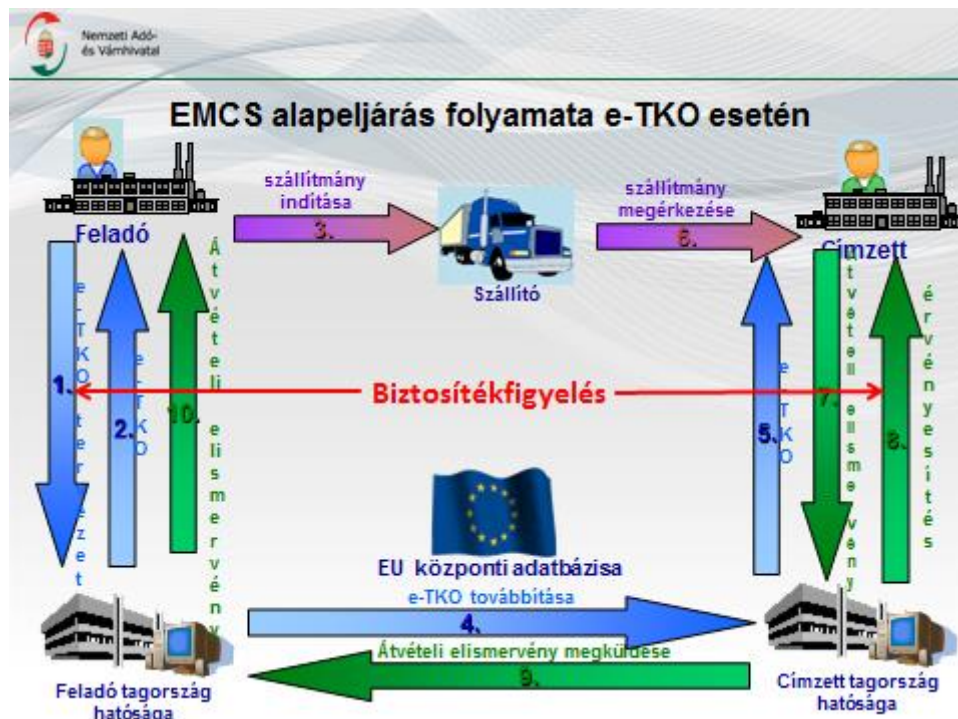 Nemzeti Adó-
és Vámhivatal
EMCS alapeljárás folyamata e-TKO esetén
szállítmány
indítása
3.
szállítmány
megérkezése
6.
Feladó
Szállító
Címzett
1.
e-TKO tervezet
2.
e-TKO
10.
Átvételi elismervény
Biztosítékfigyelés
5.
e-TKO
7.
Átvételi elismervény
8.
érvényesítés
EU központi adatbázisa
e-TKO továbbítása
4.
Átvételi elismervény megküldése
9.
Feladó tagország
hatósága
Címzett tagország
hatósága